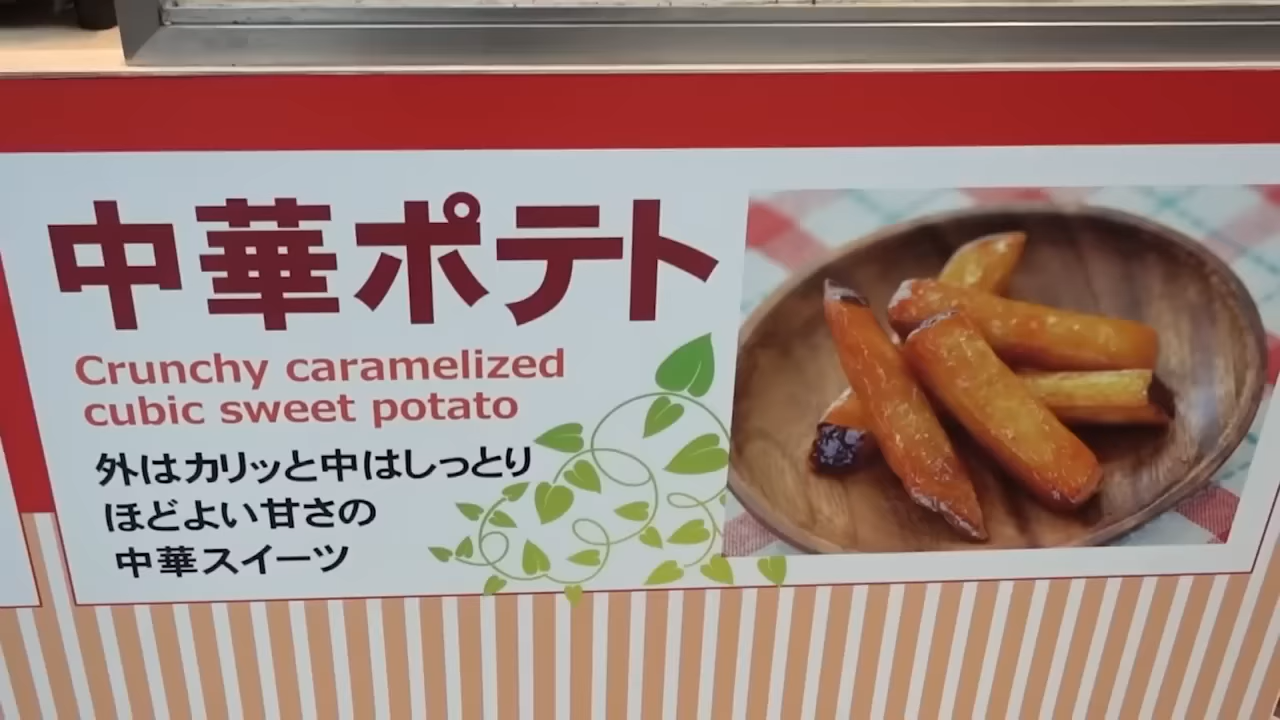 中華ポテト
Crunchy caramelized
cubic sweet potato
外はカリッと中はしっとり
ほどよい甘さの
中華スイーツ